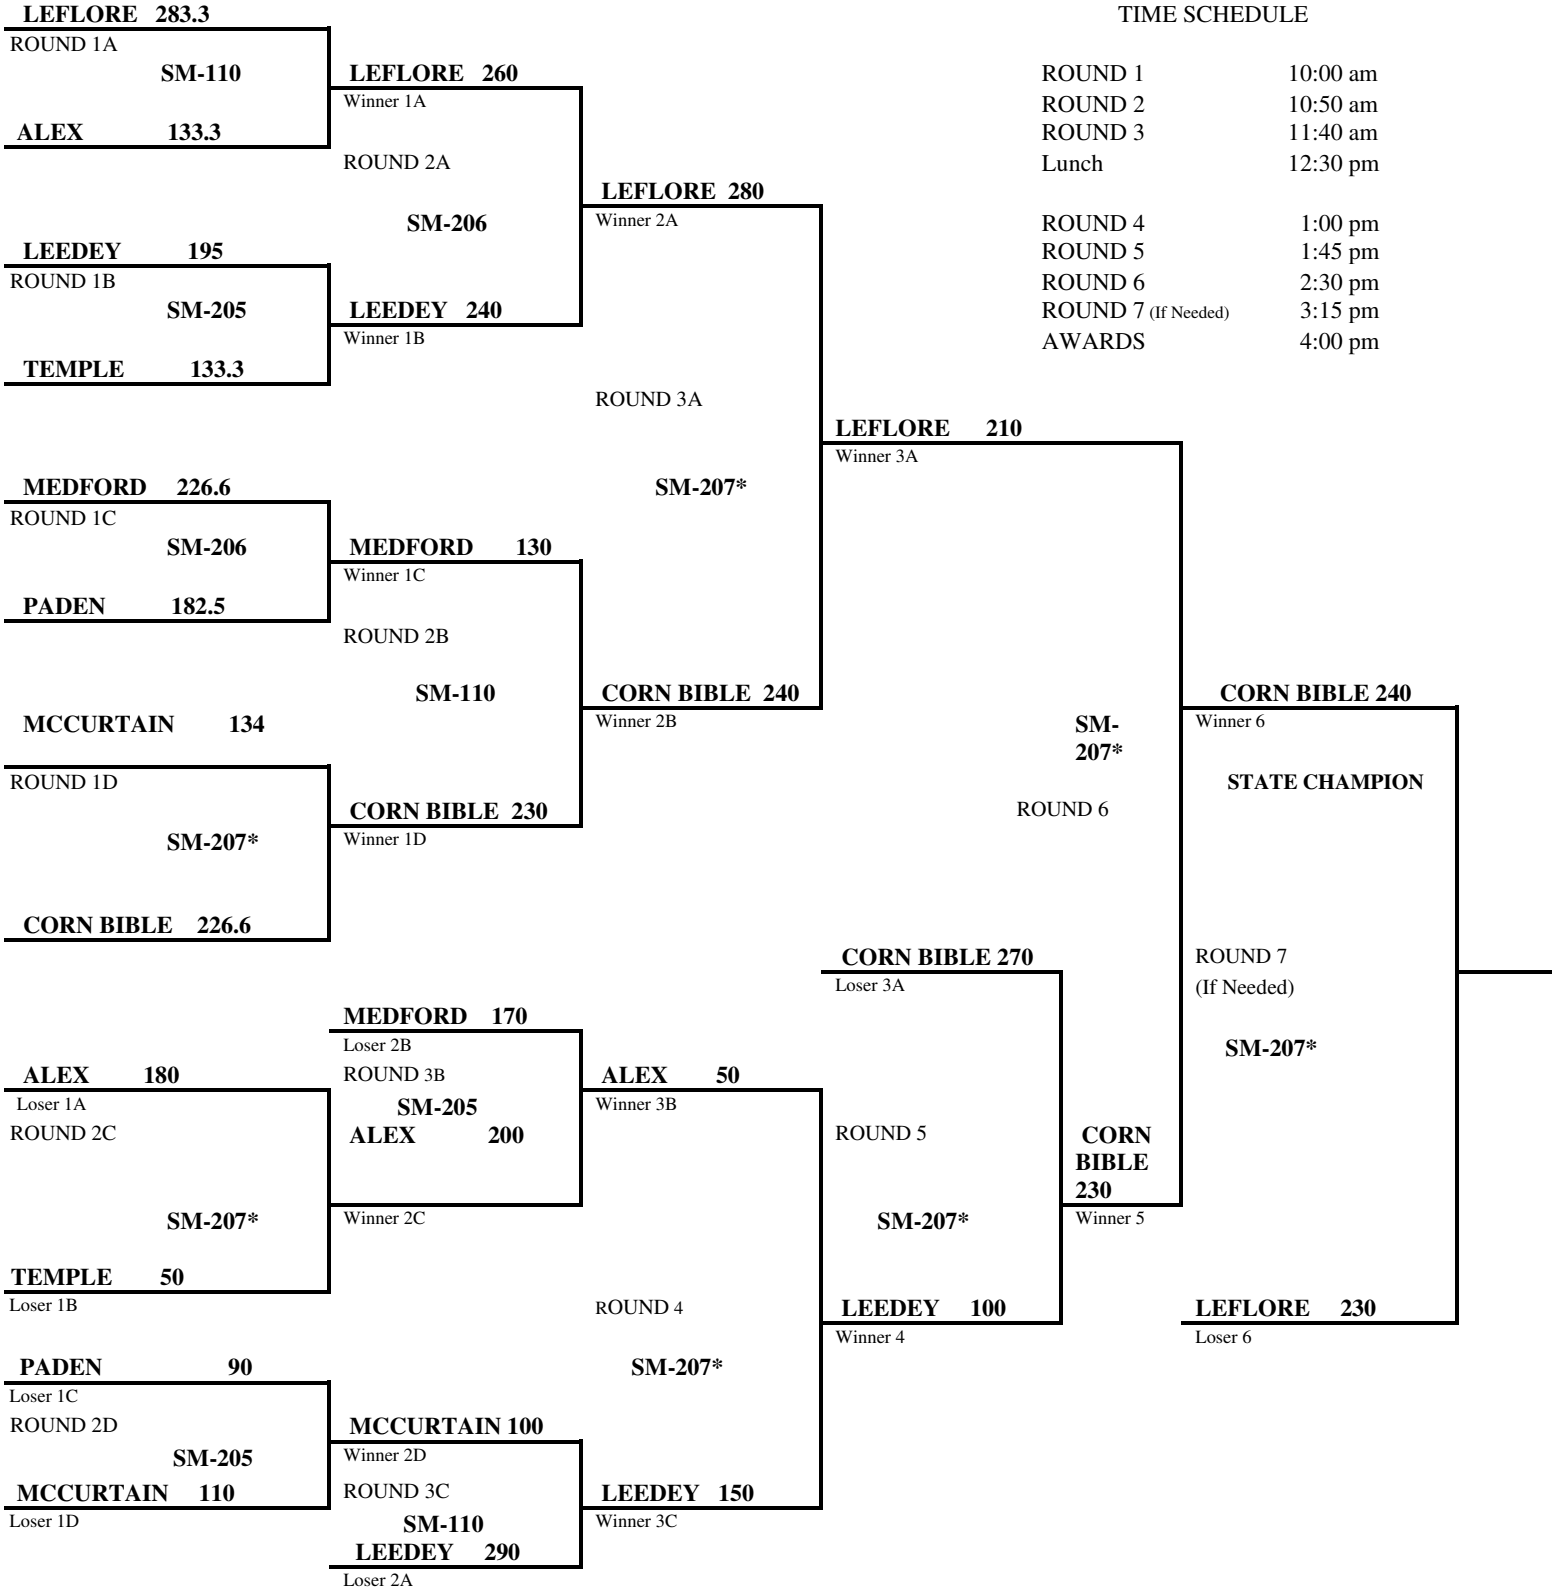 LEFLORE 283.3
TIME SCHEDULE
ROUND 1A
SM-110
LEFLORE 260
ROUND 1 10:00 am
Winner 1A
ROUND 2 10:50 am
ALEX 133.3
ROUND 3 11:40 am
ROUND 2A
Lunch 12:30 pm
LEFLORE 280
SM-206
Winner 2A
ROUND 4 1:00 pm
LEEDEY 195
ROUND 5 1:45 pm
ROUND 1B
ROUND 6 2:30 pm
SM-205
LEEDEY 240
ROUND 7 (If Needed) 3:15 pm
Winner 1B
AWARDS 4:00 pm
TEMPLE 133.3
ROUND 3A
LEFLORE 210
Winner 3A
MEDFORD 226.6
SM-207*
ROUND 1C
SM-206
MEDFORD 130
Winner 1C
PADEN 182.5
ROUND 2B
SM-110
CORN BIBLE 240
CORN BIBLE 240
MCCURTAIN 134
Winner 2B
SM-
207*
Winner 6
ROUND 1D
STATE CHAMPION
CORN BIBLE 230
ROUND 6
SM-207*
Winner 1D
CORN BIBLE 226.6
CORN BIBLE 270
ROUND 7
Loser 3A
(If Needed)
MEDFORD 170
Loser 2B
SM-207*
ALEX 180
ROUND 3B
ALEX 50
Loser 1A
SM-205
Winner 3B
ROUND 2C
ALEX 200
ROUND 5
CORN
BIBLE
230
SM-207*
Winner 2C
SM-207*
Winner 5
TEMPLE 50
Loser 1B
ROUND 4
LEEDEY 100
LEFLORE 230
Winner 4
Loser 6
PADEN 90
SM-207*
Loser 1C
ROUND 2D
MCCURTAIN 100
SM-205
Winner 2D
MCCURTAIN 110
ROUND 3C
LEEDEY 150
Loser 1D
SM-110
Winner 3C
LEEDEY 290
Loser 2A